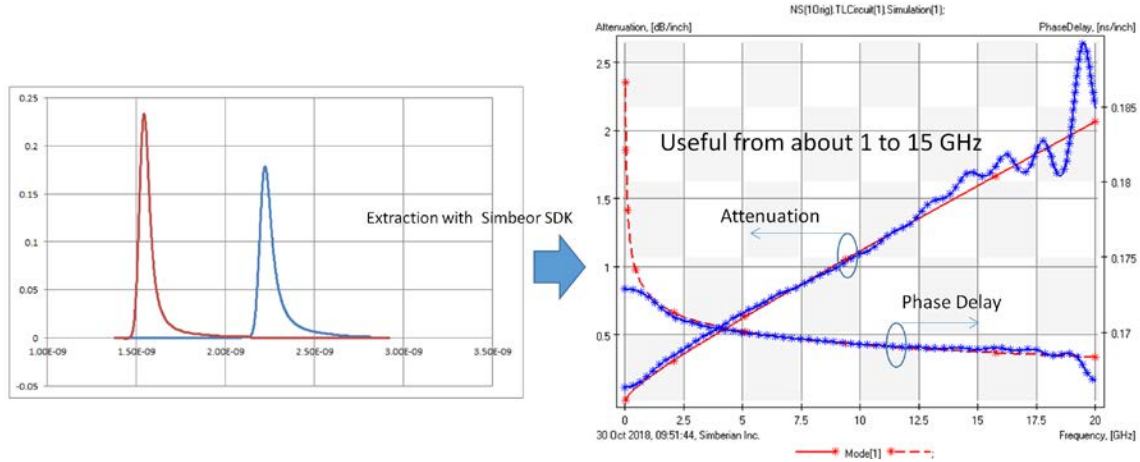 NS(1Orig).TLCircuit(1).Simulation(1);
Attenuation, [dB/inch]
PhaseDelay, [ns/inch]
0.25
0.2
0.15
0.1
0.05
0
-0.05
1.00E-09
1.50E-09
2.00E-09
2.50E-09
3.00E-09
3.50E-09
Extraction with Simbeor SDK
2.5
2
1.5
1
0.5
Useful from about 1 to 15 GHz
Attenuation
Phase Delay
0.185
0.18
0.175
0.17
0
2.5
5
7.5
10
12.5
15
17.5
20
30 Oct 2018, 09:51:44, Simberian Inc.
Frequency, [GHz]
Mode[1]